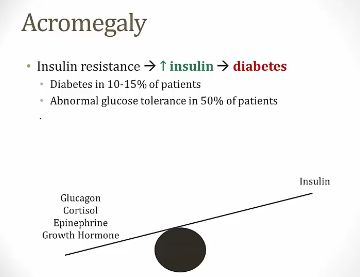 Acromegaly
• Insulin resistance → ↑ insulin → diabetes
• Diabetes in 10-15% of patients
• Abnormal glucose tolerance in 50% of patients
.
Insulin
Glucagon
Cortisol
Epinephrine
Growth Hormone